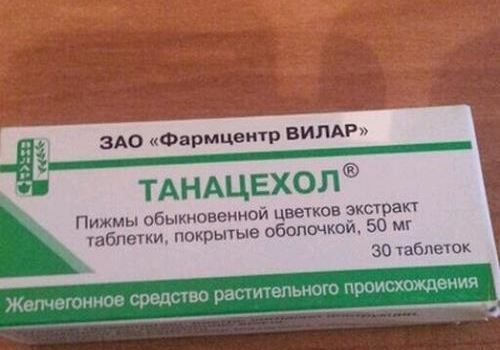 ЗАО «Фармцентр ВИЛАР»
ВИЛАР
ТАНАЦЕХОЛ®
Пижмы обыкновенной цветков экстракт
таблетки, покрытые оболочкой, 50 мг
30 таблеток
Желчегонное средство растительного происхождения